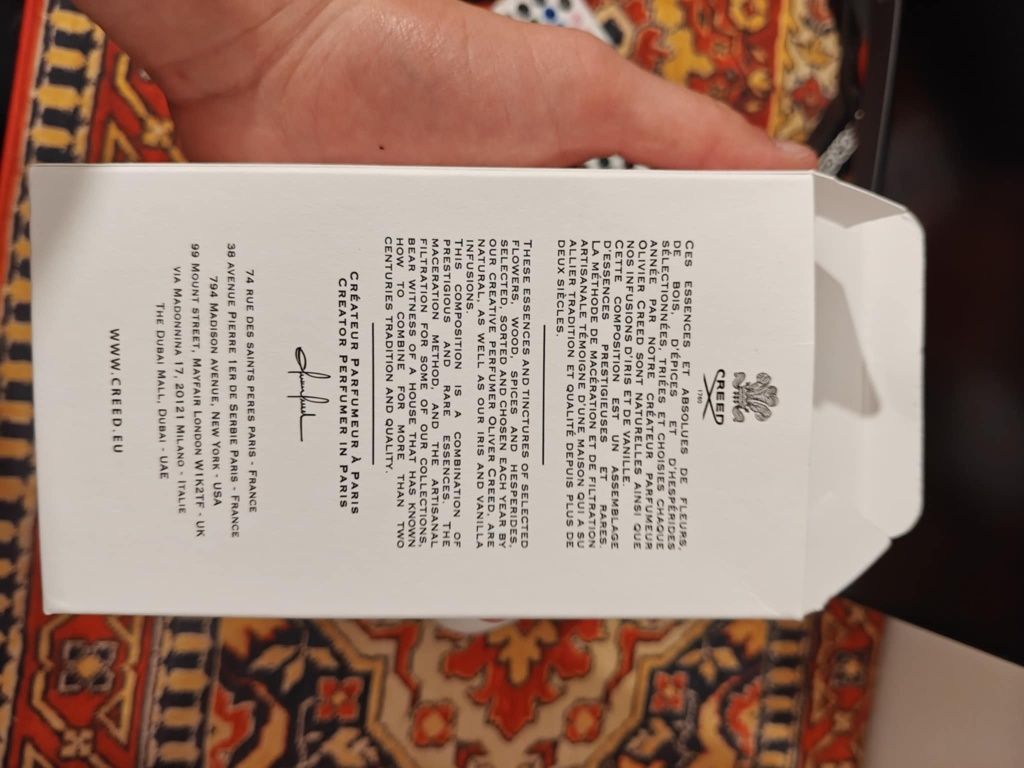 CREED
1760
CES ESSENCES ET ABSOLUES DE FLEURS,
DE BOIS, D'ÉPICES ET D'HESPÉRIDES
SÉLECTIONNÉES, TRIÉES ET CHOISIES CHAQUE
ANNÉE PAR NOTRE CRÉATEUR PARFUMEUR
OLIVIER CREED SONT NATURELLES AINSI QUE
NOS INFUSIONS D'IRIS ET DE VANILLE.
CETTE COMPOSITION EST UN ASSEMBLAGE
D'ESSENCES PRESTIGIEUSES ET RARES.
LA MÉTHODE DE MACÉRATION ET DE FILTRATION
ARTISANALE TÉMOIGNE D'UNE MAISON QUI A SU
ALLIER TRADITION ET QUALITÉ DEPUIS PLUS DE
DEUX SIÈCLES.
THESE ESSENCES AND TINCTURES OF SELECTED
FLOWERS, WOOD, SPICES AND HESPERIDES,
SELECTED, SORTED AND CHOSEN EACH YEAR BY
OUR CREATIVE PERFUMER OLIVER CREED, ARE
NATURAL, AS WELL AS OUR IRIS AND VANILLA
INFUSIONS.
THIS COMPOSITION IS A COMBINATION OF
PRESTIGIOUS AND RARE ESSENCES. THE
MACERATION METHOD, AND THE ARTISANAL
FILTRATION FOR SOME OF OUR COLLECTIONS,
BEAR WITNESS OF A HOUSE THAT HAS KNOWN
HOW TO COMBINE FOR MORE THAN TWO
CENTURIES TRADITION AND QUALITY.
CRÉATEUR PARFUMEUR À PARIS
CREATOR PERFUMER IN PARIS
74 RUE DES SAINTS PERES PARIS - FRANCE
38 AVENUE PIERRE 1ER DE SERBIE PARIS - FRANCE
794 MADISON AVENUE, NEW YORK - USA
99 MOUNT STREET, MAYFAIR LONDON W1K2TF - UK
VIA MADONNINA 17, 20121 MILANO - ITALIE
THE DUBAI MALL, DUBAI - UAE
WWW.CREED.EU